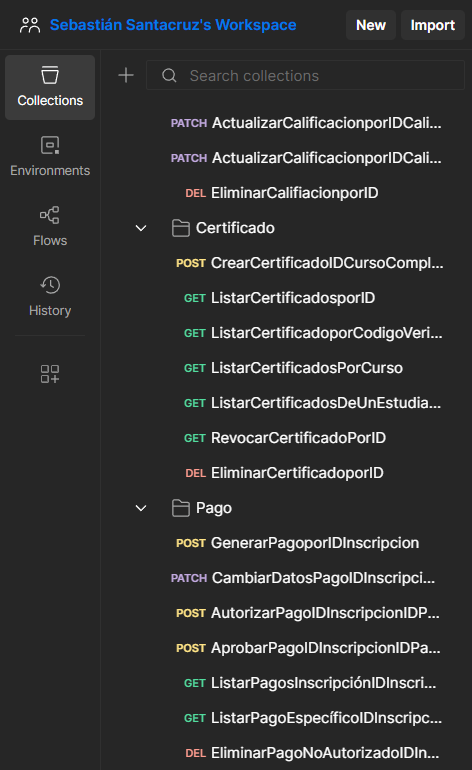 Sebastián Santacruz's Workspace
New
Import
Collections
Environments
Flows
History
Search collections
PATCH ActualizarCalificacionporIDCali...
PATCH ActualizarCalificacionporIDCali...
DEL EliminarCalifiacionporID
Certificado
POST CrearCertificadoIDCursoCompl...
GET ListarCertificadosporID
GET ListarCertificadoporCodigoVeri...
GET ListarCertificadosPorCurso
GET ListarCertificadosDeUnEstudia...
GET RevocarCertificadoPorID
DEL EliminarCertificadoporID
Pago
POST GenerarPagoporIDInscripcion
PATCH CambiarDatosPagoIDInscripci...
POST AutorizarPagoIDInscripcionIDP...
POST AprobarPagoIDInscripcionIDPa...
GET ListarPagosInscripciónIDInscri...
GET ListarPagoEspecíficoIDInscripc...
DEL EliminarPagoNoAutorizadoIDIn...